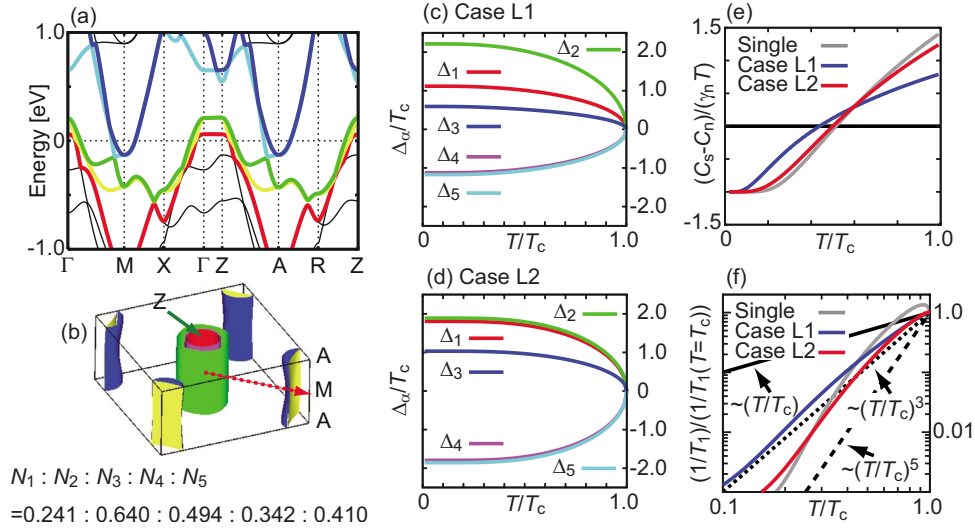 (a)
1.0
Energy [eV]
0
-1.0
Γ M X Γ Z A R Z
(b)
Z
A
M
A
N1 : N2 : N3 : N4 : N5
=0.241 : 0.640 : 0.494 : 0.342 : 0.410
(c) Case L1
Δ2
Δ1
Δ3
Δ4
Δ5
Δα/Tc
2.0
1.0
0
-1.0
-2.0
0 T/Tc 1.0
(d) Case L2
Δ2
Δ1
Δ3
Δ4
Δ5
Δα/Tc
2.0
1.0
0
-1.0
-2.0
0 T/Tc 1.0
(e)
1.5
Single
Case L1
Case L2
(Cs-Cn)/(γnT)
-1.5
0 T/Tc 1.0
(f)
Single
Case L1
Case L2
~(T/Tc)
~(T/Tc)3
~(T/Tc)5
(1/T1)/(1/T1(T=Tc))
1.0
0.1
0.01
0.1 T/Tc 1.0